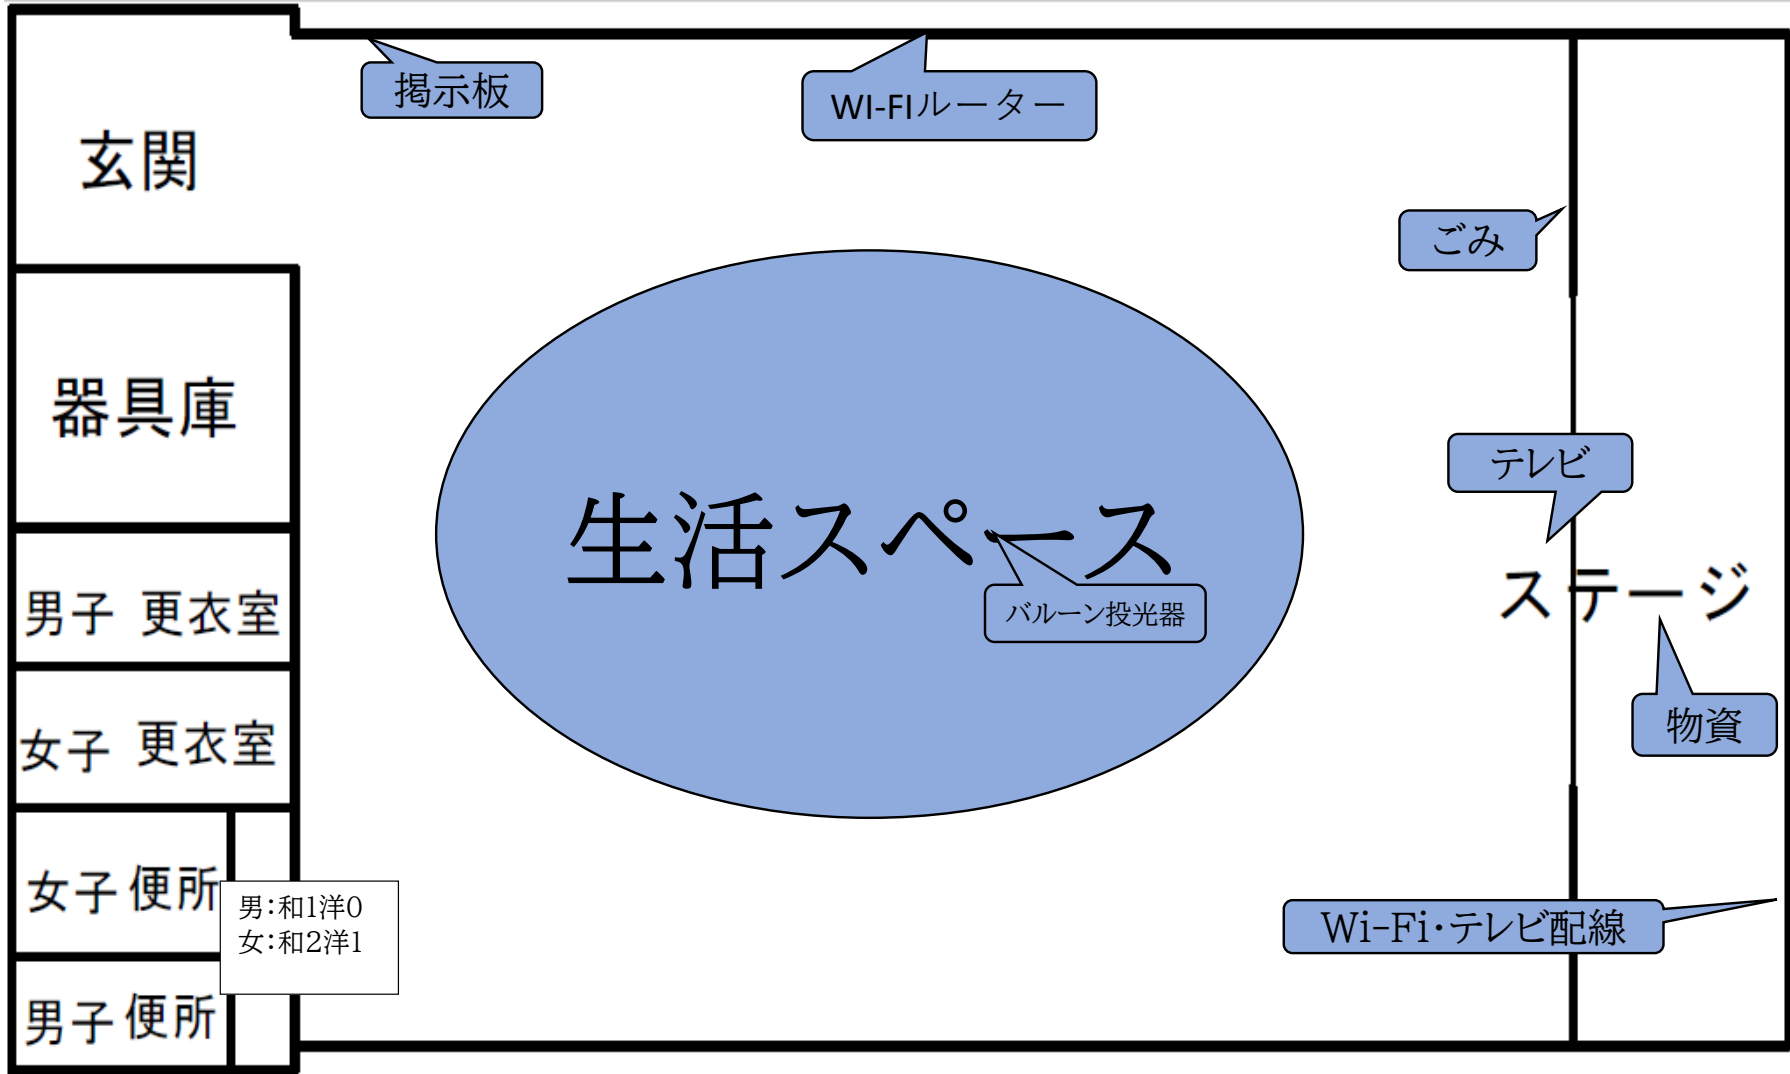 掲示板
WI-FIルーター
玄関
ごみ
器具庫
テレビ
生活スペース
バルーン投光器
ステージ
男子 更衣室
物資
女子 更衣室
女子 便所
男:和1洋0
女:和2洋1
Wi-Fi・テレビ配線
男子 便所